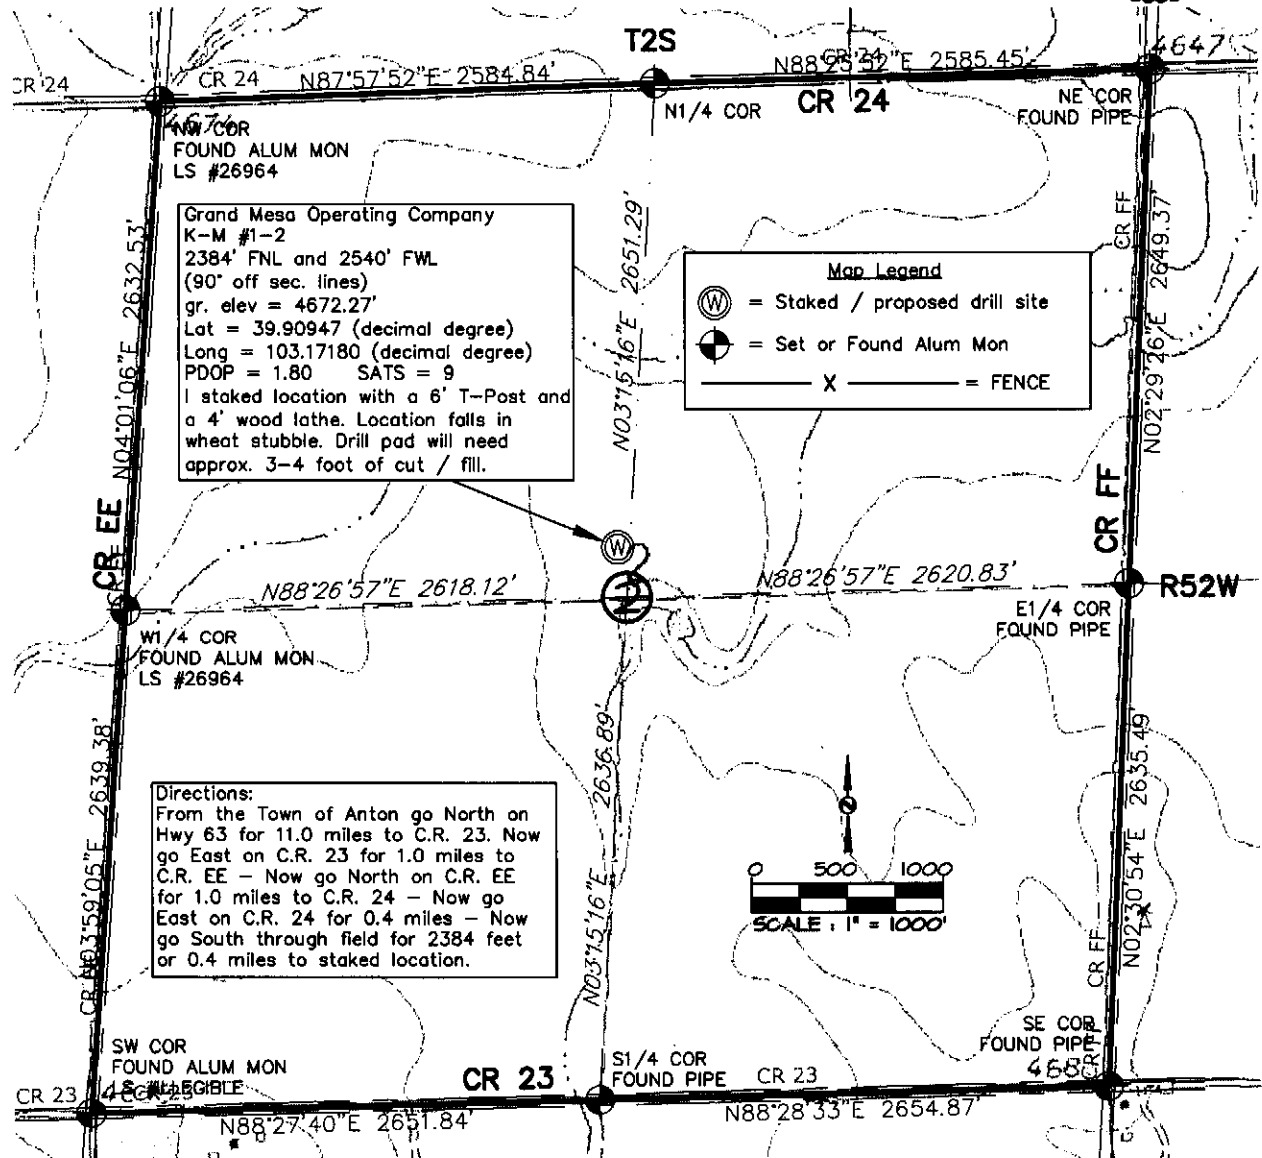 T2S
4647
CR 24
CR 24
N87°57'52"E 2584.84'
N88°25'52"E 2585.45'
CR 24
N1/4 COR
CR 24
NE COR
FOUND PIPE
4674
NW COR
FOUND ALUM MON
LS #26964
Grand Mesa Operating Company
K-M #1-2
2384' FNL and 2540' FWL
(90° off sec. lines)
gr. elev = 4672.27'
Lat = 39.90947 (decimal degree)
Long = 103.17180 (decimal degree)
PDOP = 1.80 SATS = 9
I staked location with a 6' T-Post and
a 4' wood lathe. Location falls in
wheat stubble. Drill pad will need
approx. 3-4 foot of cut / fill.
N04°01'06"E 2632.53'
CR EE
CR EE
N03°15'16"E 2651.29'
Map Legend
W = Staked / proposed drill site
= Set or Found Alum Mon
X = FENCE
CR FF
N02°29'26"E 2649.37'
CR FF
W
2
N88°26'57"E 2618.12'
N88°26'57"E 2620.83'
R52W
W1/4 COR
FOUND ALUM MON
LS #26964
E1/4 COR
FOUND PIPE
N03°59'05"E 2639.38'
N03°15'16"E 2636.89'
N02°30'54"E 2635.49'
CR FF
Directions:
From the Town of Anton go North on
Hwy 63 for 11.0 miles to C.R. 23. Now
go East on C.R. 23 for 1.0 miles to
C.R. EE - Now go North on C.R. EE
for 1.0 miles to C.R. 24 - Now go
East on C.R. 24 for 0.4 miles - Now
go South through field for 2384 feet
or 0.4 miles to staked location.
N
0 500 1000
SCALE : 1" = 1000'
SW COR
FOUND ALUM MON
LS #ILLEGIBLE
CR 23
CR 23
S1/4 COR
FOUND PIPE
CR 23
SE COR
FOUND PIPE
CR FF
N88°27'40"E 2651.84'
N88°28'33"E 2654.87'